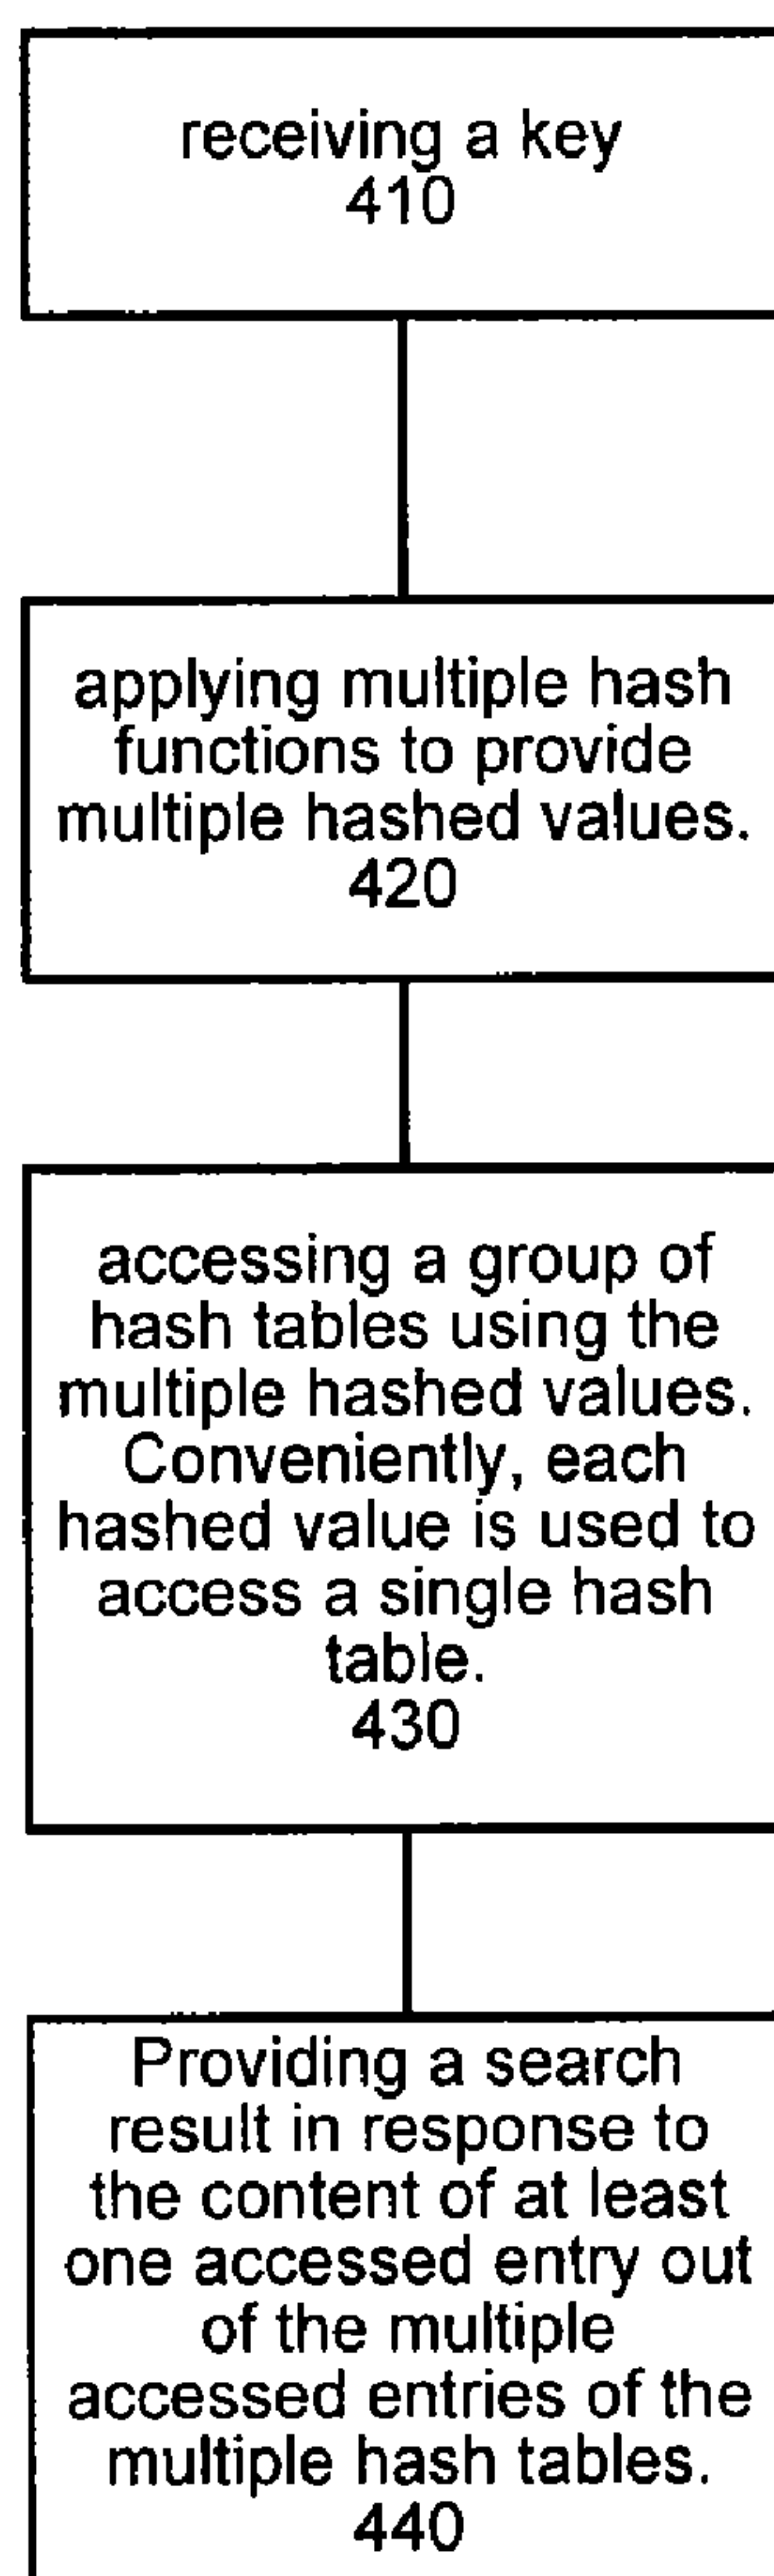 receiving a key
410
applying multiple hash
functions to provide
multiple hashed values.
420
accessing a group of
hash tables using the
multiple hashed values.
Conveniently, each
hashed value is used to
access a single hash
table.
430
Providing a search
result in response to
the content of at least
one accessed entry out
of the multiple
accessed entries of the
multiple hash tables.
440